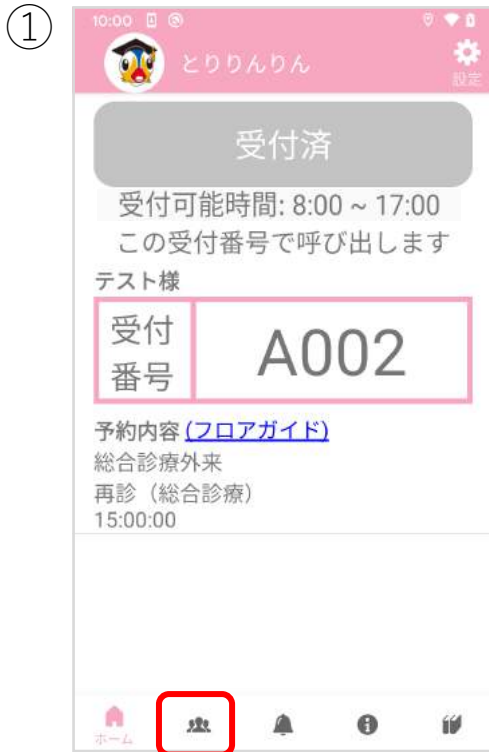 ①
10:00
とりりんりん
設定
受付済
受付可能時間: 8:00 ~ 17:00
この受付番号で呼び出します
テスト様
受付
番号
A002
予約内容 (フロアガイド)
総合診療外来
再診（総合診療）
15:00:00
ホーム